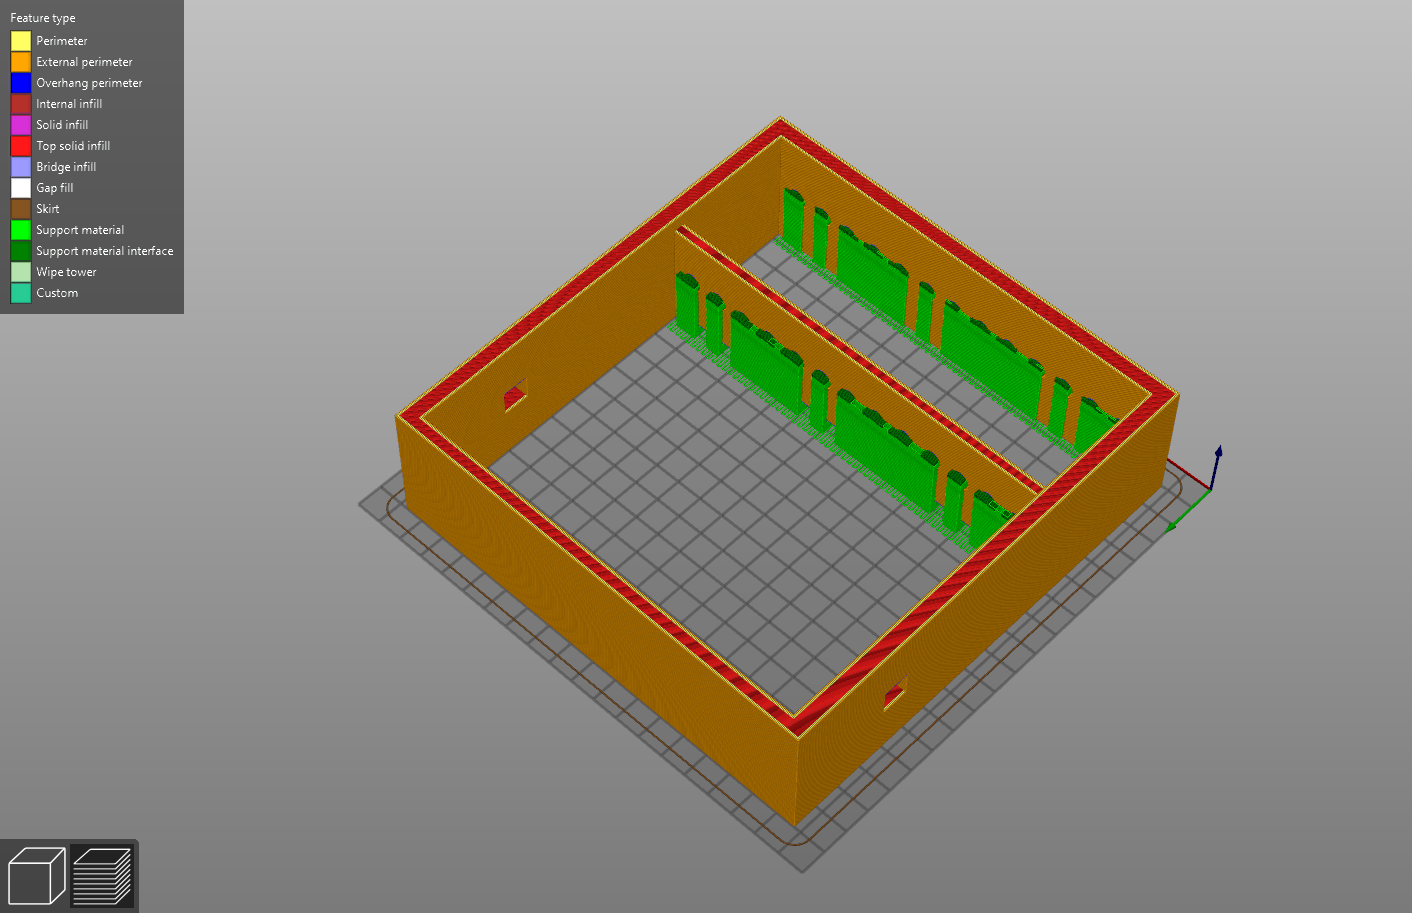 Feature type
Perimeter
External perimeter
Overhang perimeter
Internal infill
Solid infill
Top solid infill
Bridge infill
Gap fill
Skirt
Support material
Support material interface
Wipe tower
Custom